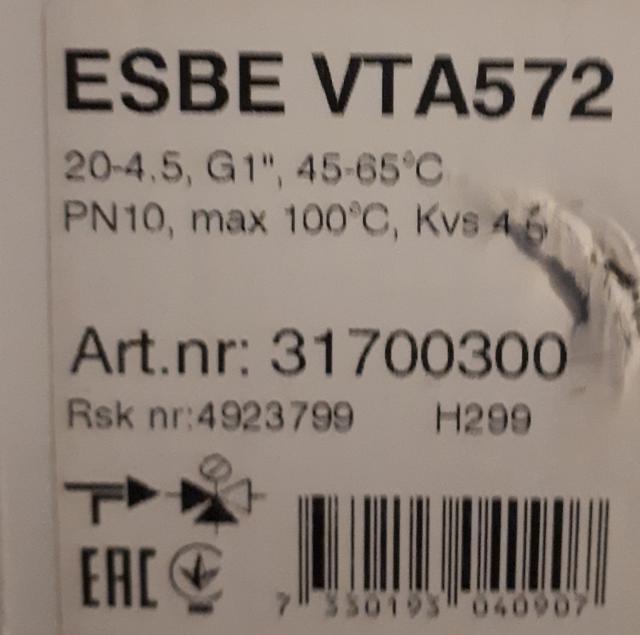 ESBE VTA572
20-4.5, G1", 45-65°C
PN10, max 100°C, Kvs 4.5
Art.nr: 31700300
Rsk nr:4923799 H299
EAC
7 330193 040907